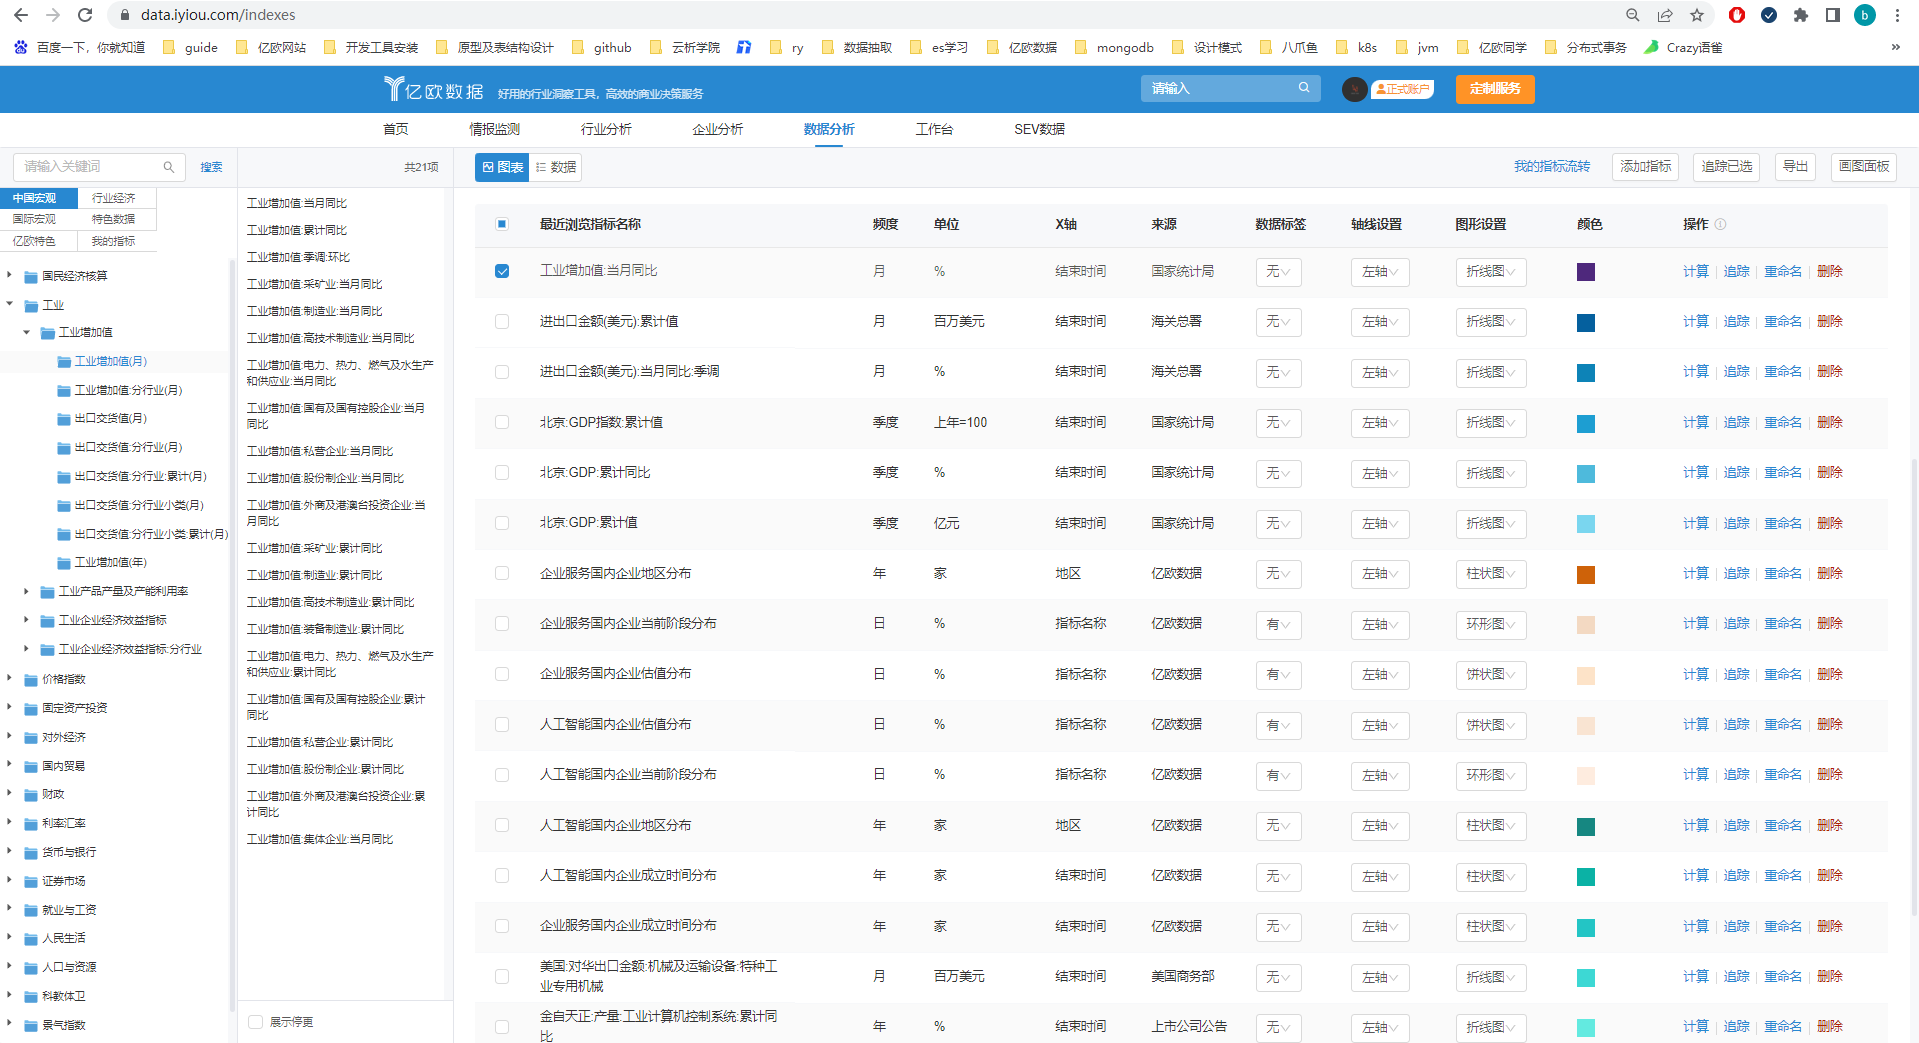 data.iyiou.com/indexes
b
百度一下，你就知道 guide 亿欧网站 开发工具安装 原型及表结构设计 github 云析学院 ry 数据抽取 es学习 亿欧数据 mongodb 设计模式 八爪鱼 k8s jvm 亿欧同学 分布式事务 Crazy语雀 »
亿欧数据 好用的行业洞察工具，高效的商业决策服务 请输入 正式账户 定制服务
首页 情报监测 行业分析 企业分析 数据分析 工作台 SEV数据
请输入关键词 搜索
中国宏观 行业经济
国际宏观 特色数据
亿欧特色 我的指标
国民经济核算
工业
工业增加值
工业增加值(月)
工业增加值:分行业(月)
出口交货值(月)
出口交货值:分行业(月)
出口交货值:分行业:累计(月)
出口交货值:分行业小类(月)
出口交货值:分行业小类:累计(月)
工业增加值(年)
工业产品产量及产能利用率
工业企业经济效益指标
工业企业经济效益指标:分行业
价格指数
固定资产投资
对外经济
国内贸易
财政
利率汇率
货币与银行
证券市场
就业与工资
人民生活
人口与资源
科教体卫
景气指数
共21项
工业增加值:当月同比
工业增加值:累计同比
工业增加值:季调:环比
工业增加值:采矿业:当月同比
工业增加值:制造业:当月同比
工业增加值:高技术制造业:当月同比
工业增加值:电力、热力、燃气及水生产
和供应业:当月同比
工业增加值:国有及国有控股企业:当月
同比
工业增加值:私营企业:当月同比
工业增加值:股份制企业:当月同比
工业增加值:外商及港澳台投资企业:当
月同比
工业增加值:采矿业:累计同比
工业增加值:制造业:累计同比
工业增加值:高技术制造业:累计同比
工业增加值:装备制造业:累计同比
工业增加值:电力、热力、燃气及水生产
和供应业:累计同比
工业增加值:国有及国有控股企业:累计
同比
工业增加值:私营企业:累计同比
工业增加值:股份制企业:累计同比
工业增加值:外商及港澳台投资企业:累
计同比
工业增加值:集体企业:当月同比
展示停更
图表 数据 我的指标流转 添加指标 追踪已选 导出 画图面板
最近浏览指标名称 频度 单位 X轴 来源 数据标签 轴线设置 图形设置 颜色 操作
工业增加值:当月同比 月 % 结束时间 国家统计局 无 左轴 折线图 计算 追踪 重命名 删除
进出口金额(美元):累计值 月 百万美元 结束时间 海关总署 无 左轴 折线图 计算 追踪 重命名 删除
进出口金额(美元):当月同比:季调 月 % 结束时间 海关总署 无 左轴 折线图 计算 追踪 重命名 删除
北京:GDP指数:累计值 季度 上年=100 结束时间 国家统计局 无 左轴 折线图 计算 追踪 重命名 删除
北京:GDP:累计同比 季度 % 结束时间 国家统计局 无 左轴 折线图 计算 追踪 重命名 删除
北京:GDP:累计值 季度 亿元 结束时间 国家统计局 无 左轴 折线图 计算 追踪 重命名 删除
企业服务国内企业地区分布 年 家 地区 亿欧数据 无 左轴 柱状图 计算 追踪 重命名 删除
企业服务国内企业当前阶段分布 日 % 指标名称 亿欧数据 有 左轴 环形图 计算 追踪 重命名 删除
企业服务国内企业估值分布 日 % 指标名称 亿欧数据 有 左轴 饼状图 计算 追踪 重命名 删除
人工智能国内企业估值分布 日 % 指标名称 亿欧数据 有 左轴 饼状图 计算 追踪 重命名 删除
人工智能国内企业当前阶段分布 日 % 指标名称 亿欧数据 有 左轴 环形图 计算 追踪 重命名 删除
人工智能国内企业地区分布 年 家 地区 亿欧数据 无 左轴 柱状图 计算 追踪 重命名 删除
人工智能国内企业成立时间分布 年 家 结束时间 亿欧数据 无 左轴 柱状图 计算 追踪 重命名 删除
企业服务国内企业成立时间分布 年 家 结束时间 亿欧数据 无 左轴 柱状图 计算 追踪 重命名 删除
美国:对华出口金额:机械及运输设备:特种工
业专用机械 月 百万美元 结束时间 美国商务部 无 左轴 折线图 计算 追踪 重命名 删除
金自天正:产量:工业计算机控制系统:累计同
比 年 % 结束时间 上市公司公告 无 左轴 折线图 计算 追踪 重命名 删除